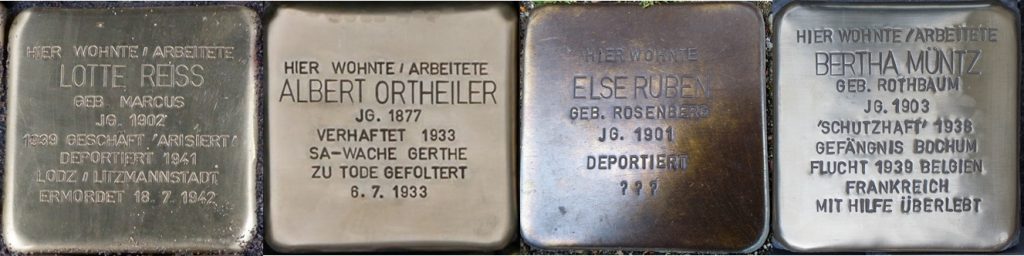 HIER WOHNTE / ARBEITETE
LOTTE REISS
GEB. MARCUS
JG. 1902
1939 GESCHÄFT 'ARISIERT'
DEPORTIERT 1941
LODZ / LITZMANNSTADT
ERMORDET 18. 7. 1942
HIER WOHNTE / ARBEITETE
ALBERT ORTHEILER
JG. 1877
VERHAFTET 1933
SA-WACHE GERTHE
ZU TODE GEFOLTERT
6. 7. 1933
HIER WOHNTE
ELSE RUBEN
GEB. ROSENBERG
JG. 1901
DEPORTIERT
? ? ?
HIER WOHNTE / ARBEITETE
BERTHA MÜNTZ
GEB. ROTHBAUM
JG. 1903
'SCHUTZHAFT' 1938
GEFÄNGNIS BOCHUM
FLUCHT 1939 BELGIEN
FRANKREICH
MIT HILFE ÜBERLEBT